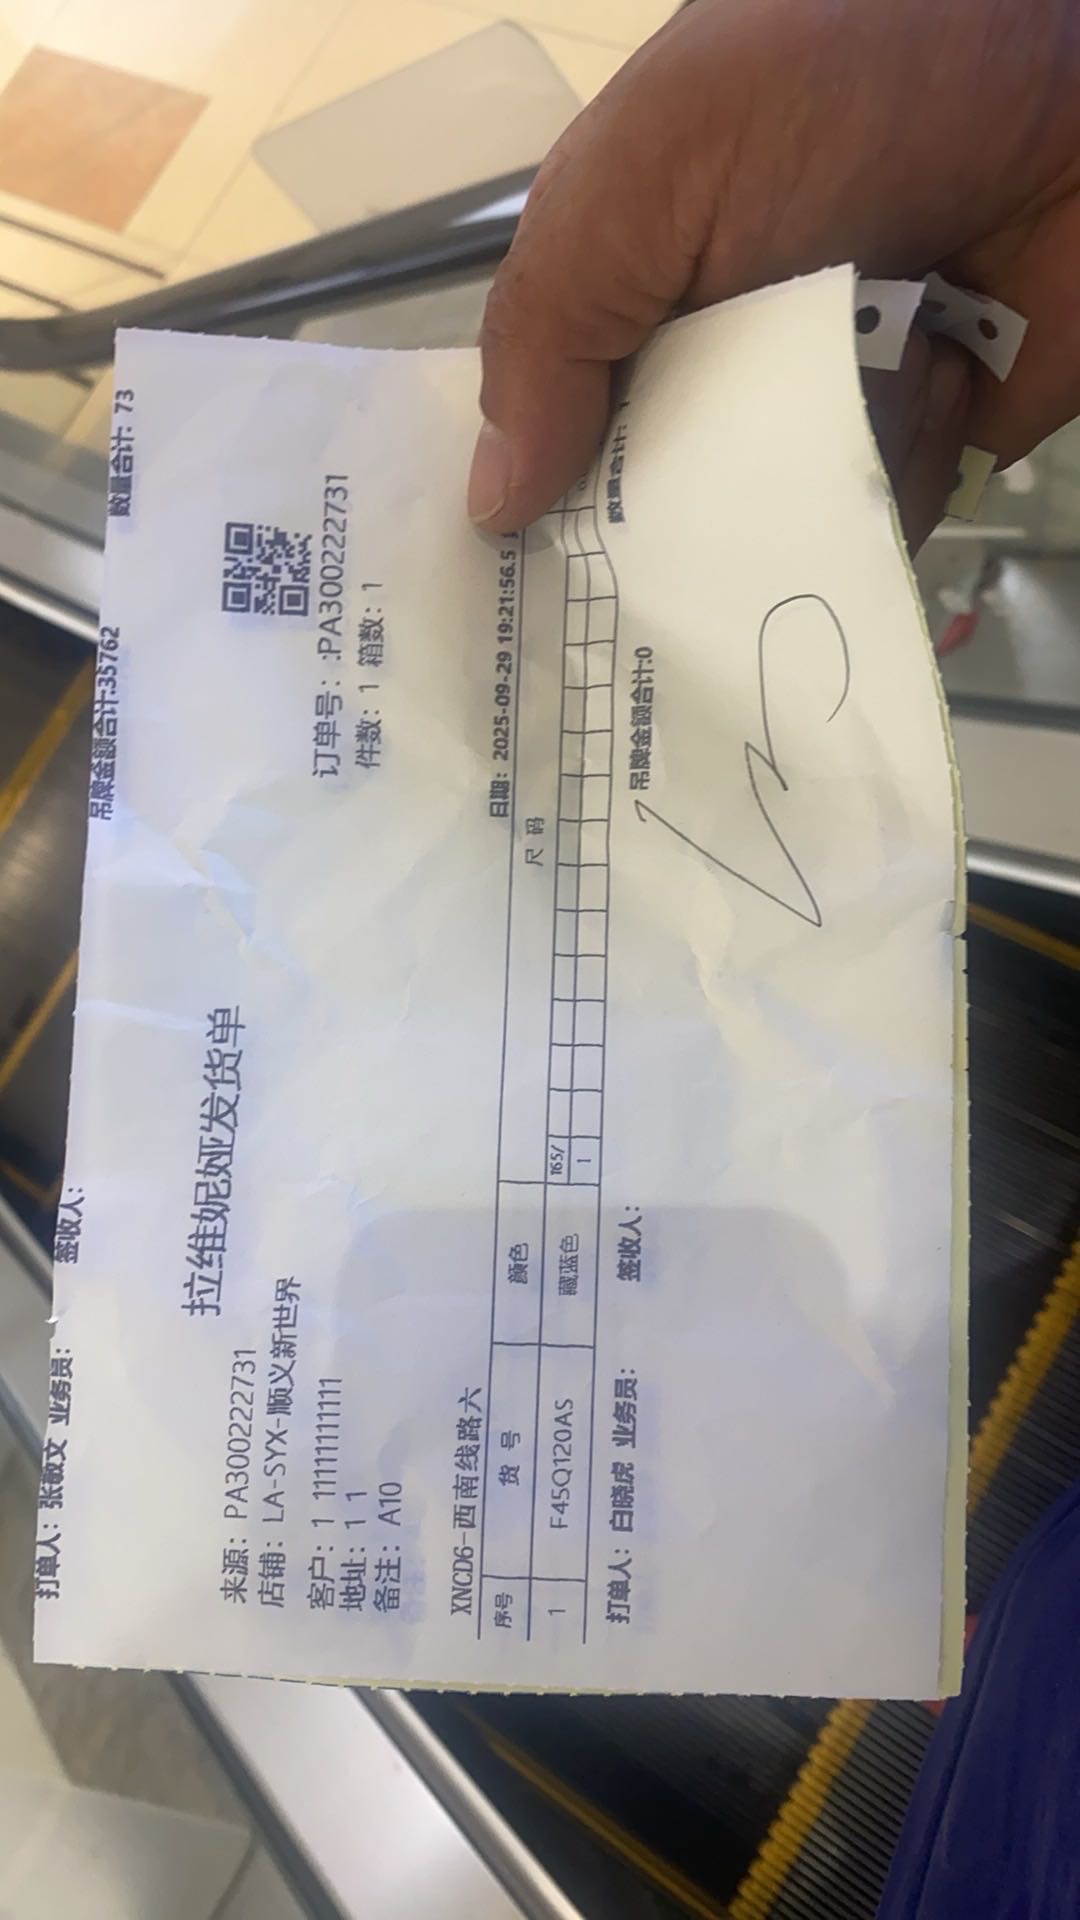 打单人: 张散文 业务员: 签收人: 吊牌金额合计:35762 数量合计: 73
拉维妮娅发货单
来源: PA300222731
店铺: LA-SYX-顺义新世界
订单号: :PA300222731
客户: 1 11111111111
件数: 1 箱数: 1
地址: 1 1
备注: A10
XNCD6-西南线路六 日期: 2025-09-29 19:21:56.5
序号 货 号 颜色 尺 码
165/
1 F45Q120AS 藏蓝色 1
打单人: 白晓虎 业务员: 签收人: 吊牌金额合计:0 数量合计: 1